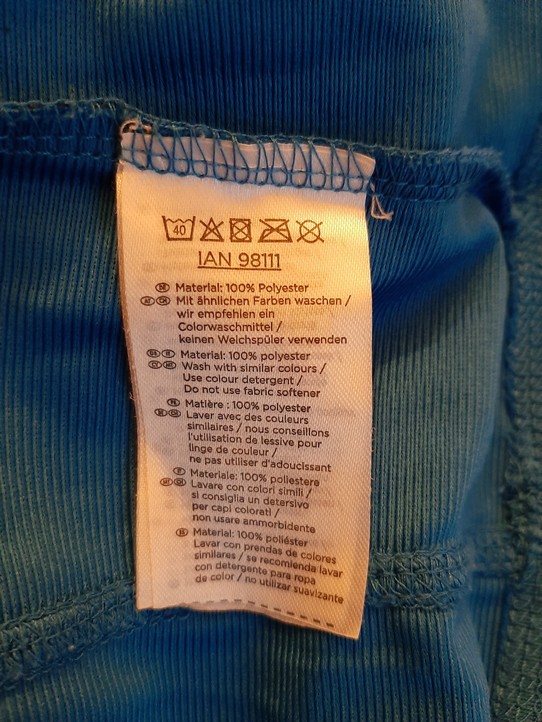 40
IAN 98111
DE Material: 100% Polyester
AT CH Mit ähnlichen Farben waschen /
wir empfehlen ein
Colorwaschmittel /
keinen Weichspüler verwenden
Material: 100% polyester
Wash with similar colours /
Use colour detergent /
Do not use fabric softener
Matière : 100% polyester
Laver avec des couleurs
similaires / nous conseillons
l'utilisation de lessive pour
linge de couleur /
ne pas utiliser d'adoucissant
Materiale: 100% poliestere
Lavare con colori simili /
si consiglia un detersivo
per capi colorati /
non usare ammorbidente
Material: 100% poliéster
Lavar con prendas de colores
similares / se recomienda lavar
con detergente para ropa
de color / no utilizar suavizante